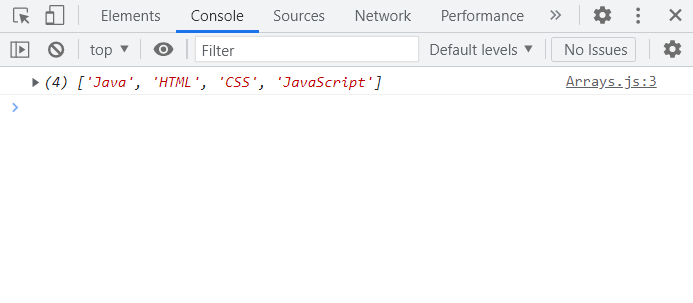 Elements Console Sources Network Performance
top Filter Default levels No Issues
(4) ['Java', 'HTML', 'CSS', 'JavaScript'] Arrays.js:3